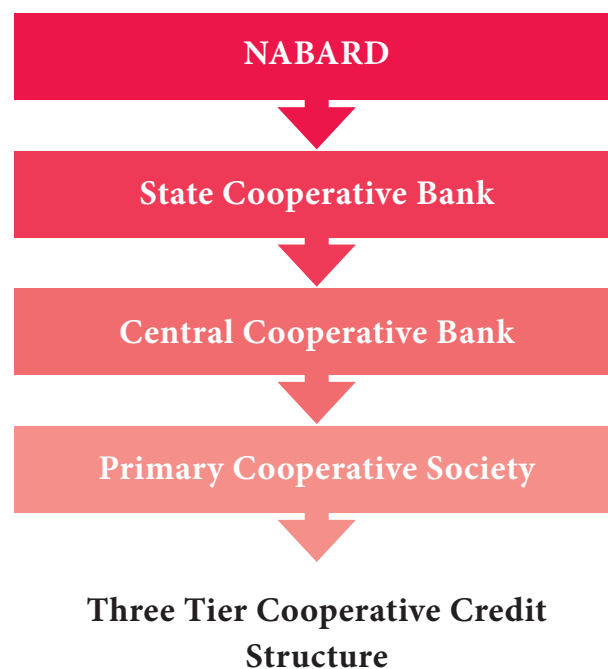 NABARD
State Cooperative Bank
Central Cooperative Bank
Primary Cooperative Society
Three Tier Cooperative Credit
Structure